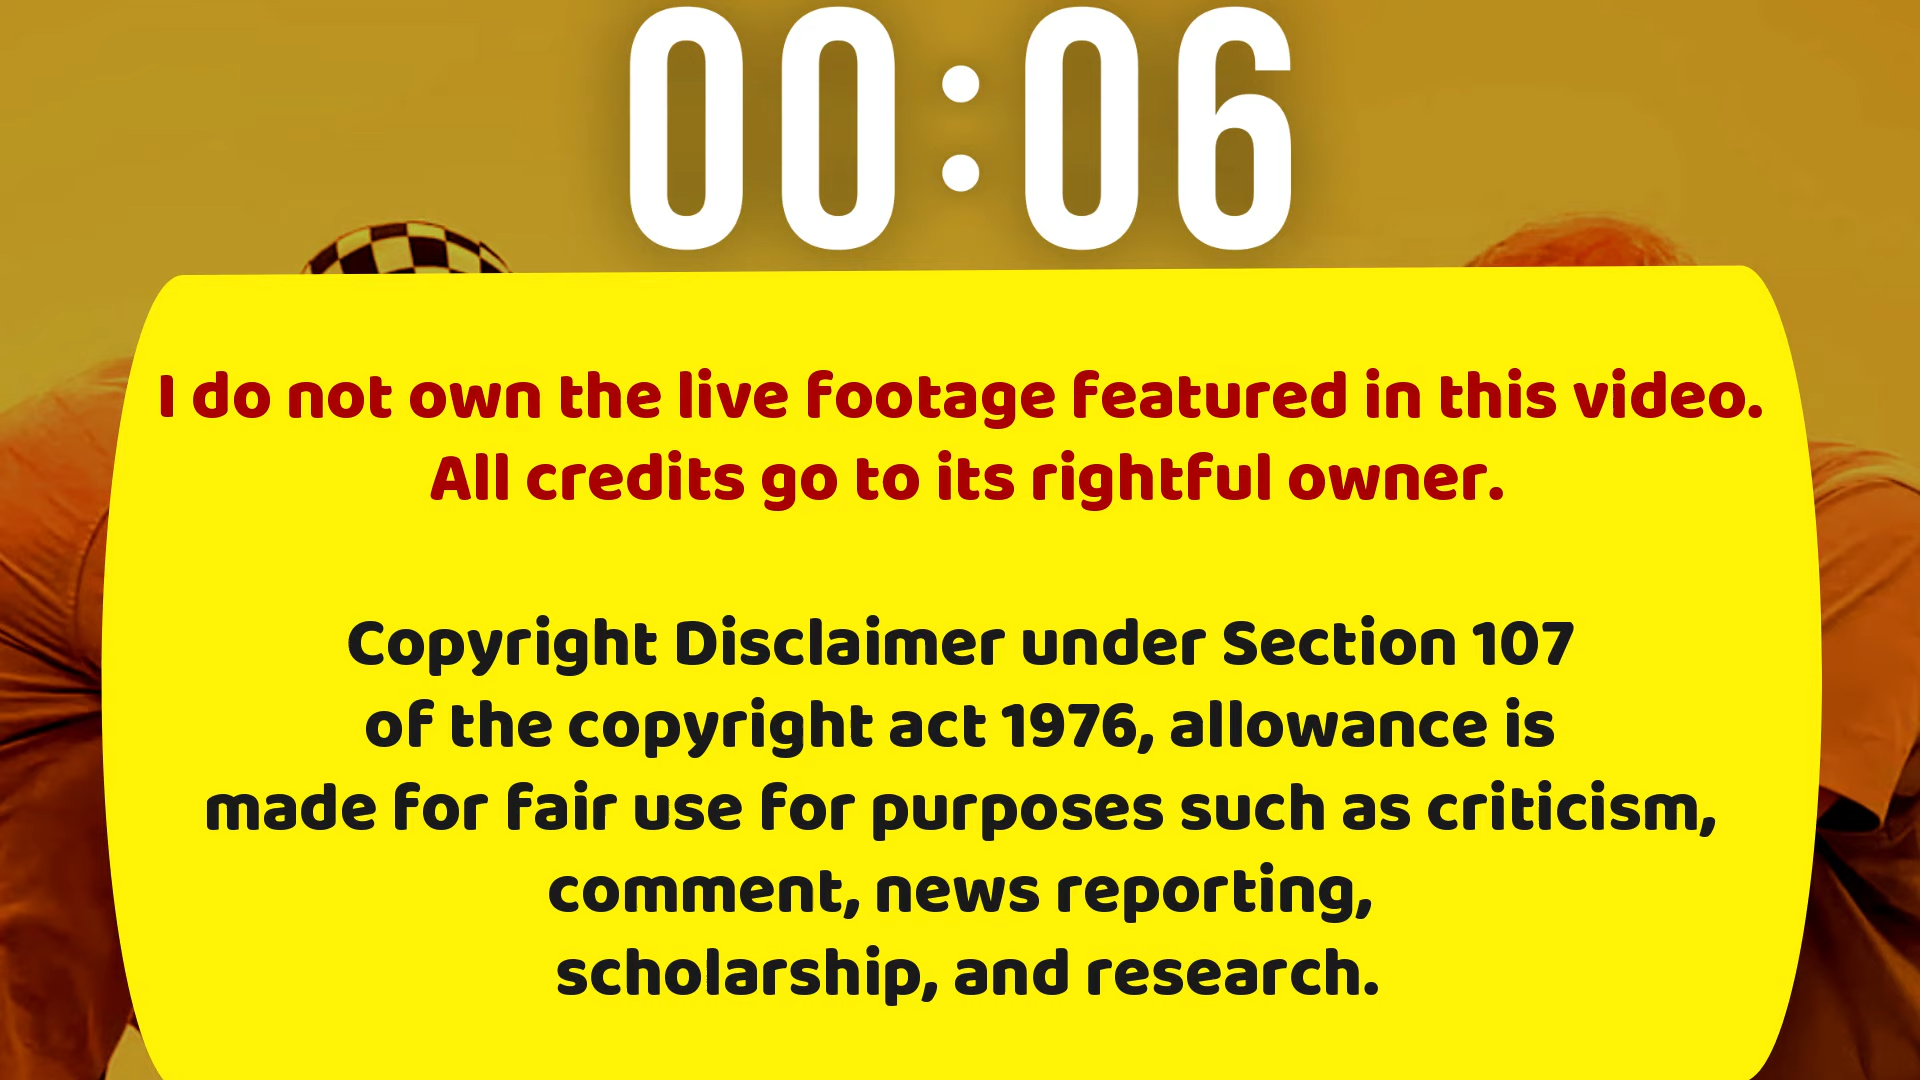 00:06
I do not own the live footage featured in this video.
All credits go to its rightful owner.
Copyright Disclaimer under Section 107
of the copyright act 1976, allowance is
made for fair use for purposes such as criticism,
comment, news reporting,
scholarship, and research.